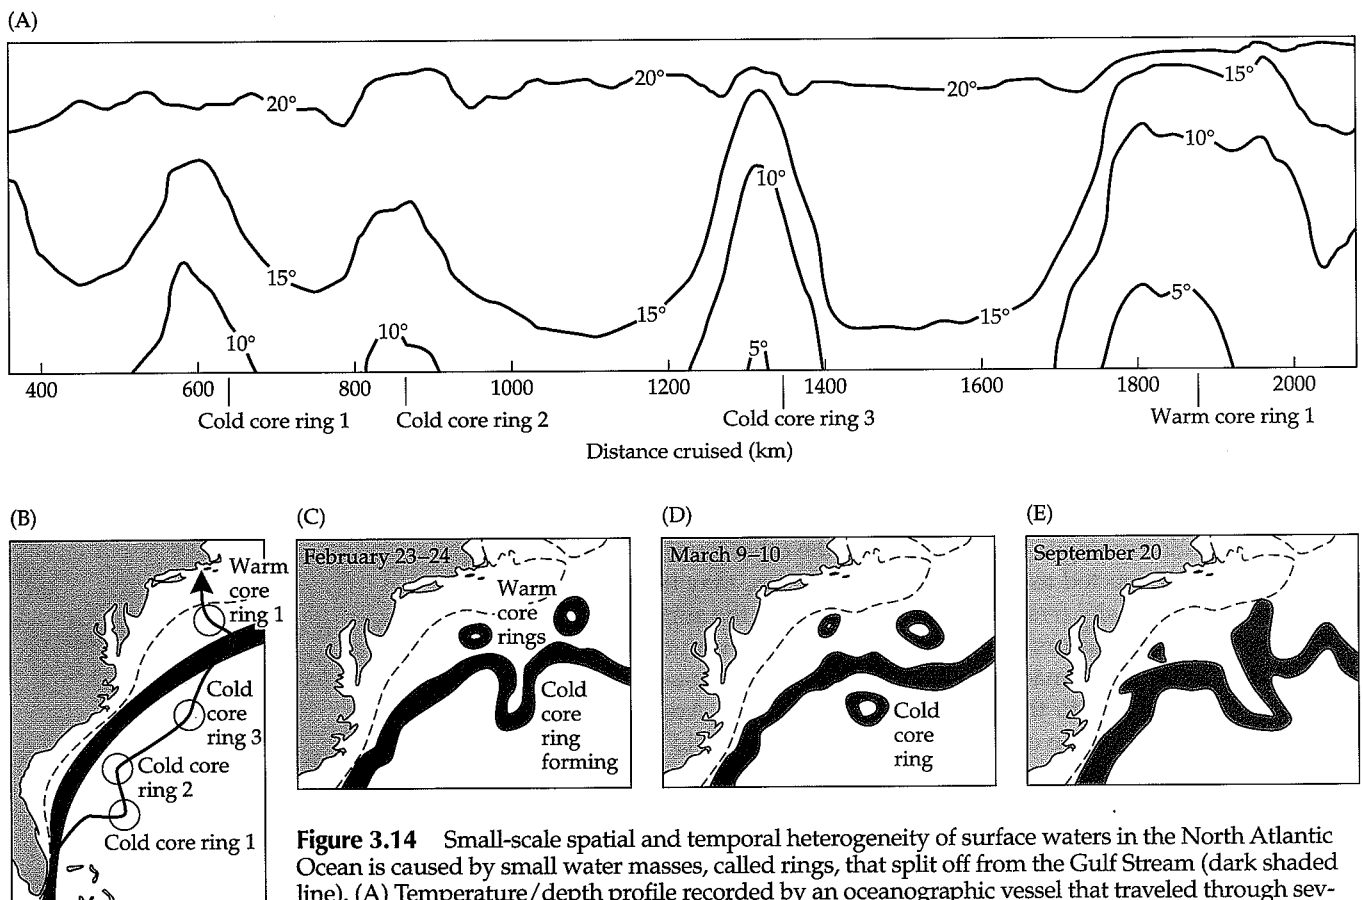 (A)
20°
20°
20°
15°
10°
10°
15°
15°
15°
5°
10°
10°
5°
400 600 800 1000 1200 1400 1600 1800 2000
Cold core ring 1 Cold core ring 2 Cold core ring 3 Warm core ring 1
Distance cruised (km)
(B)
Warm
core
ring 1
Cold
core
ring 3
Cold core
ring 2
Cold core ring 1
(C)
February 23–24
Warm
core
rings
Cold
core
ring
forming
(D)
March 9–10
Cold
core
ring
(E)
September 20
Figure 3.14 Small-scale spatial and temporal heterogeneity of surface waters in the North Atlantic
Ocean is caused by small water masses, called rings, that split off from the Gulf Stream (dark shaded
line). (A) Temperature/depth profile recorded by an oceanographic vessel that traveled through sev-